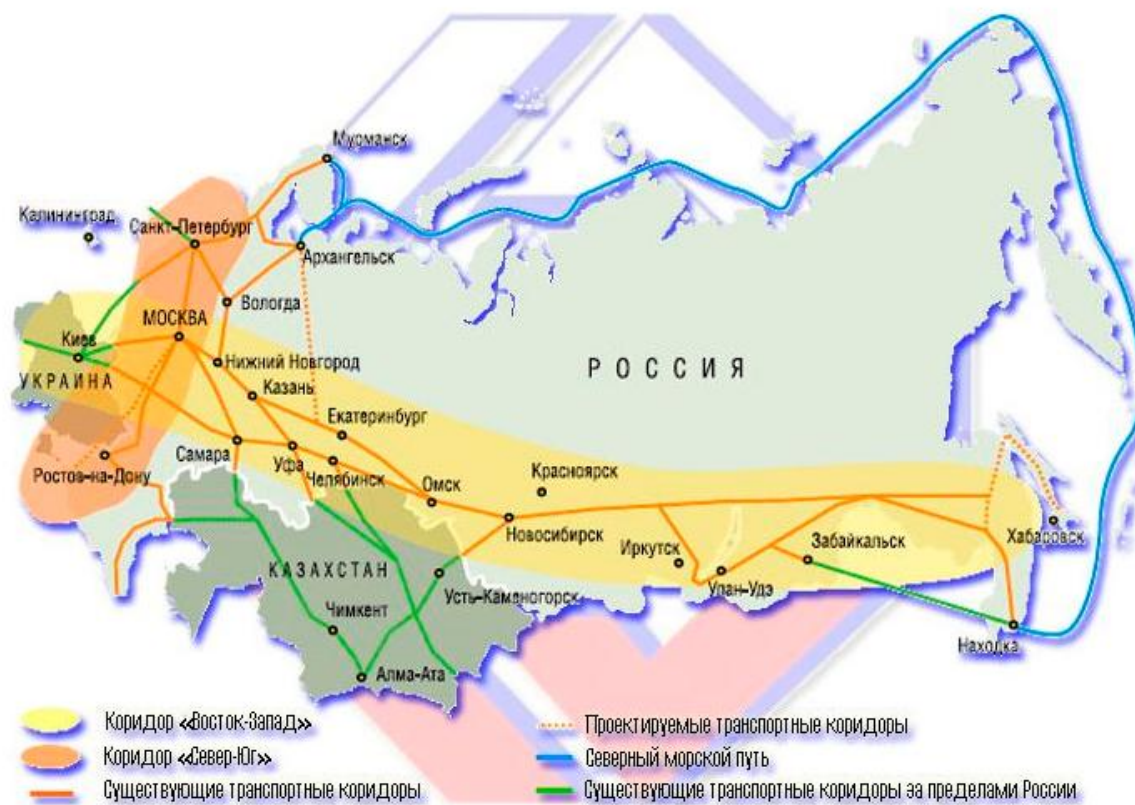 Мурманск
Калининград
Санкт-Петербург
Архангельск
Вологда
МОСКВА
Киев
Нижний Новгород
УКРАИНА
РОССИЯ
Казань
Екатеринбург
Самара
Уфа
Ростов-на-Дону
Челябинск
Омск
Красноярск
Новосибирск
Хабаровск
Иркутск
Забайкальск
КАЗАХСТАН
Улан-Удэ
Усть-Каменогорск
Чимкент
Находка
Алма-Ата
Коридор «Восток-Запад»
Проектируемые транспортные коридоры
Коридор «Север-Юг»
Северный морской путь
Существующие транспортные коридоры
Существующие транспортные коридоры за пределами России